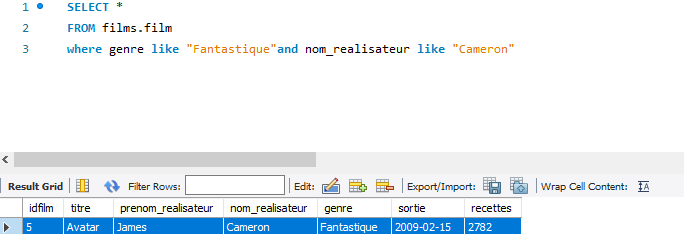 1 SELECT *
2 FROM films.film
3 where genre like "Fantastique"and nom_realisateur like "Cameron"
Result Grid Filter Rows: Edit: Export/Import: Wrap Cell Content:
idfilm titre prenom_realisateur nom_realisateur genre sortie recettes
5 Avatar James Cameron Fantastique 2009-02-15 2782